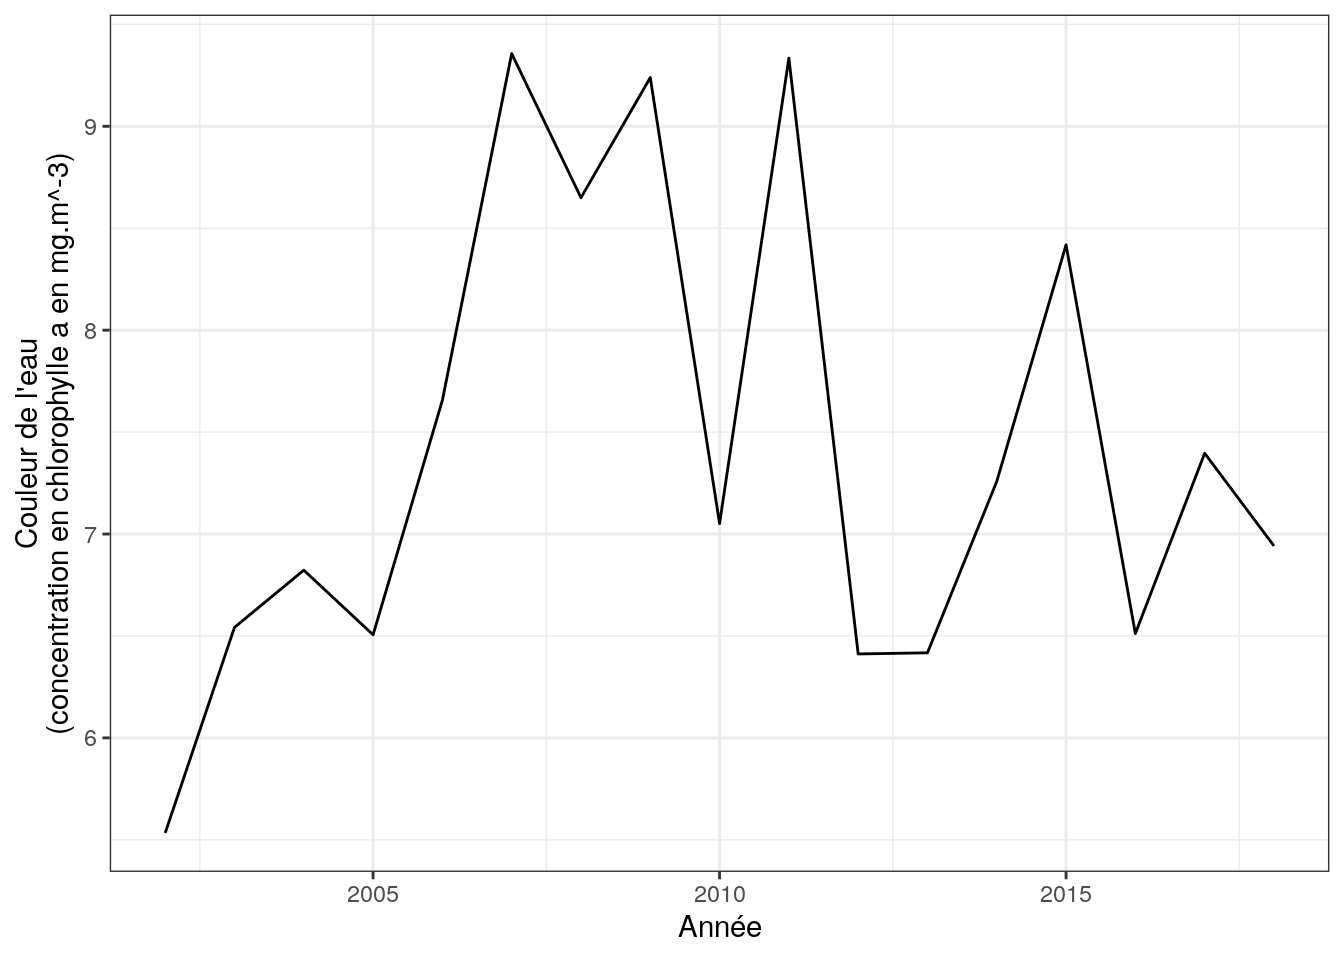 Couleur de l'eau
(concentration en chlorophylle a en mg.m^-3)
9
8
7
6
2005
2010
2015
Année